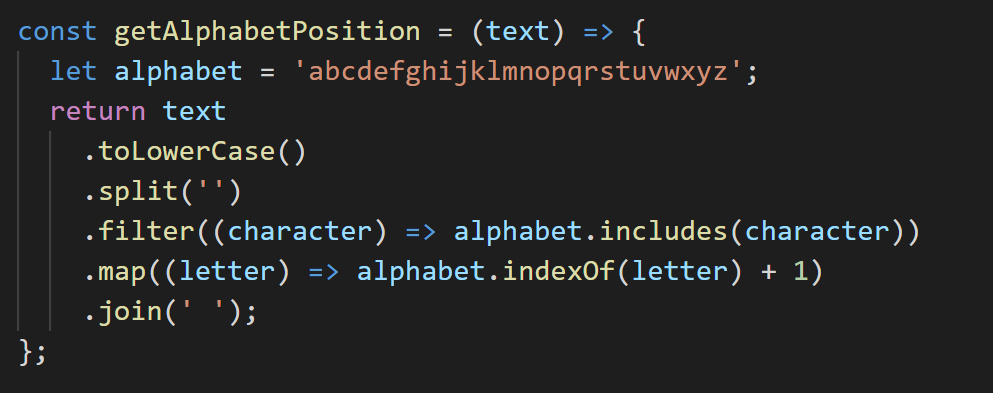 const getAlphabetPosition = (text) => {
  let alphabet = 'abcdefghijklmnopqrstuvwxyz';
  return text
    .toLowerCase()
    .split('')
    .filter((character) => alphabet.includes(character))
    .map((letter) => alphabet.indexOf(letter) + 1)
    .join(' ');
};